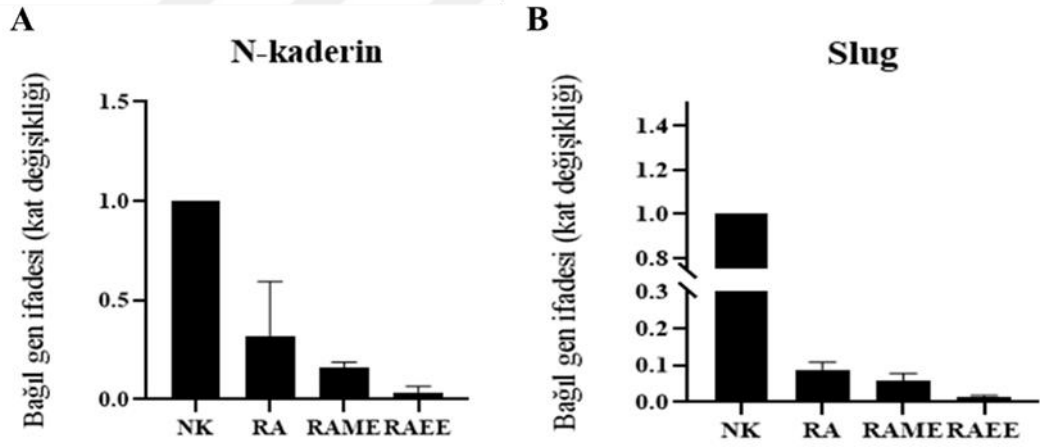 A
N-kaderin
Bağıl gen ifadesi (kat değişikliği)
1.5
1.0
0.5
0.0
NK RA RAME RAEE
B
Slug
Bağıl gen ifadesi (kat değişikliği)
1.4
1.2
1.0
0.8
0.3
0.2
0.1
0.0
NK RA RAME RAEE